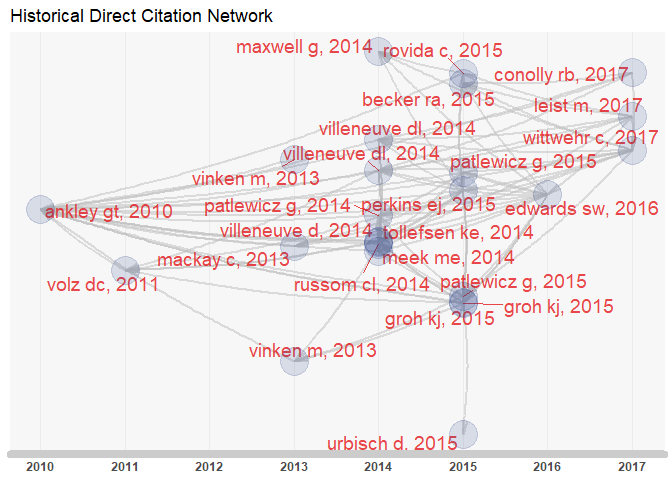 Historical Direct Citation Network
maxwell g, 2014
rovida c, 2015
conolly rb, 2017
becker ra, 2015
leist m, 2017
villeneuve dl, 2014
wittwehr c, 2017
villeneuve dl, 2014
patlewicz g, 2015
vinken m, 2013
patlewicz g, 2014
perkins ej, 2015
edwards sw, 2016
ankley gt, 2010
villeneuve d, 2014
tollefsen ke, 2014
mackay c, 2013
meek me, 2014
volz dc, 2011
russom cl, 2014
patlewicz g, 2015
groh kj, 2015
groh kj, 2015
vinken m, 2013
urbisch d, 2015
2010 2011 2012 2013 2014 2015 2016 2017